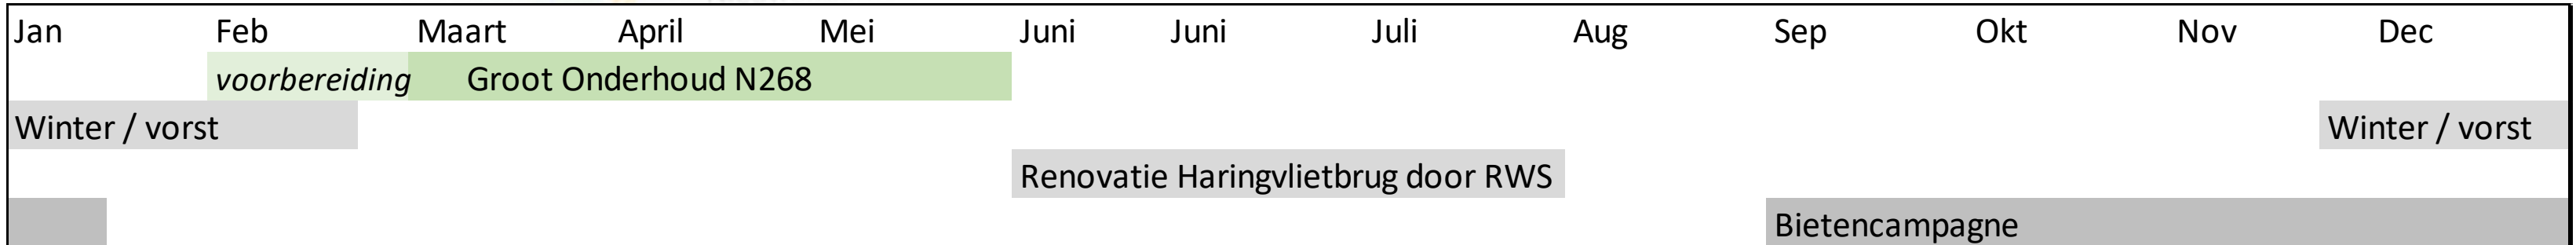 Jan Feb Maart April Mei Juni Juni Juli Aug Sep Okt Nov Dec
voorbereiding Groot Onderhoud N268
Winter / vorst Winter / vorst
Renovatie Haringvlietbrug door RWS
Bietencampagne